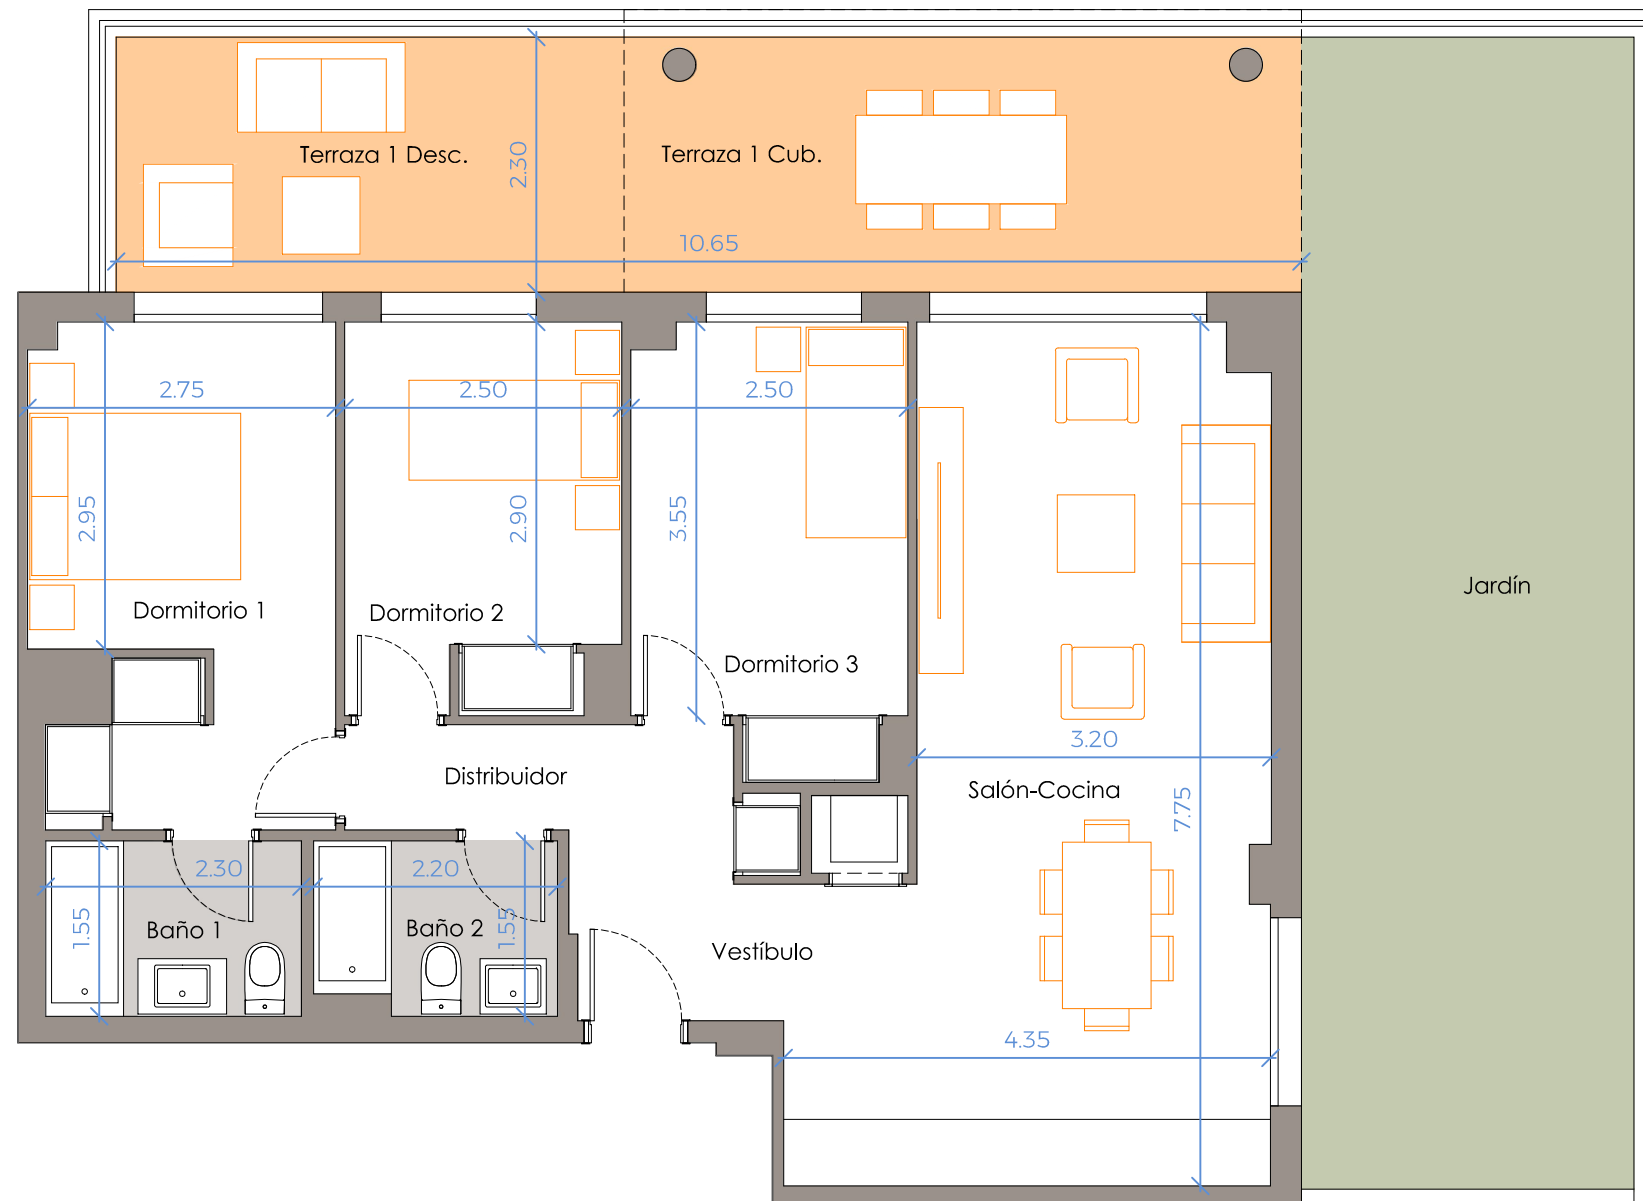 Terraza 1 Desc.
2.30
Terraza 1 Cub.
10.65
2.75
2.50
2.50
2.95
2.90
3.55
Jardín
Dormitorio 1
Dormitorio 2
Dormitorio 3
3.20
Distribuidor
Salón-Cocina
7.75
2.30
2.20
1.55
Baño 1
Baño 2
1.55
Vestíbulo
4.35